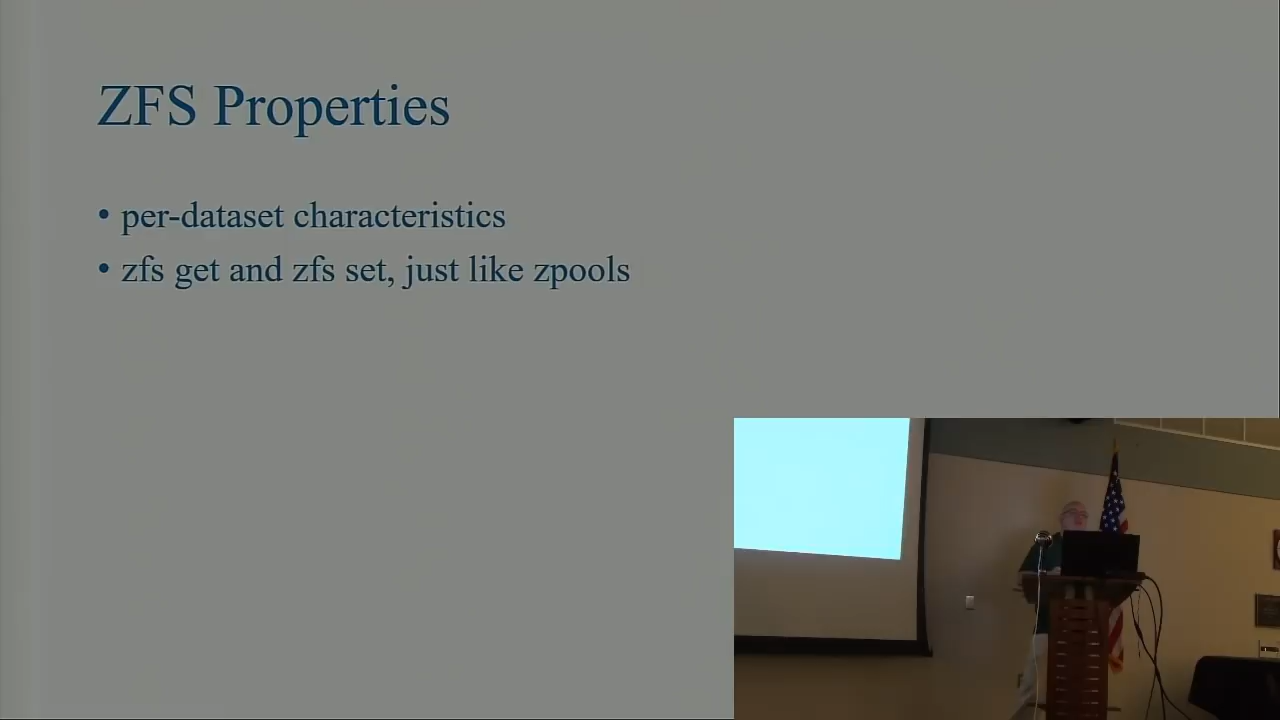 ZFS Properties
• per-dataset characteristics
• zfs get and zfs set, just like zpools